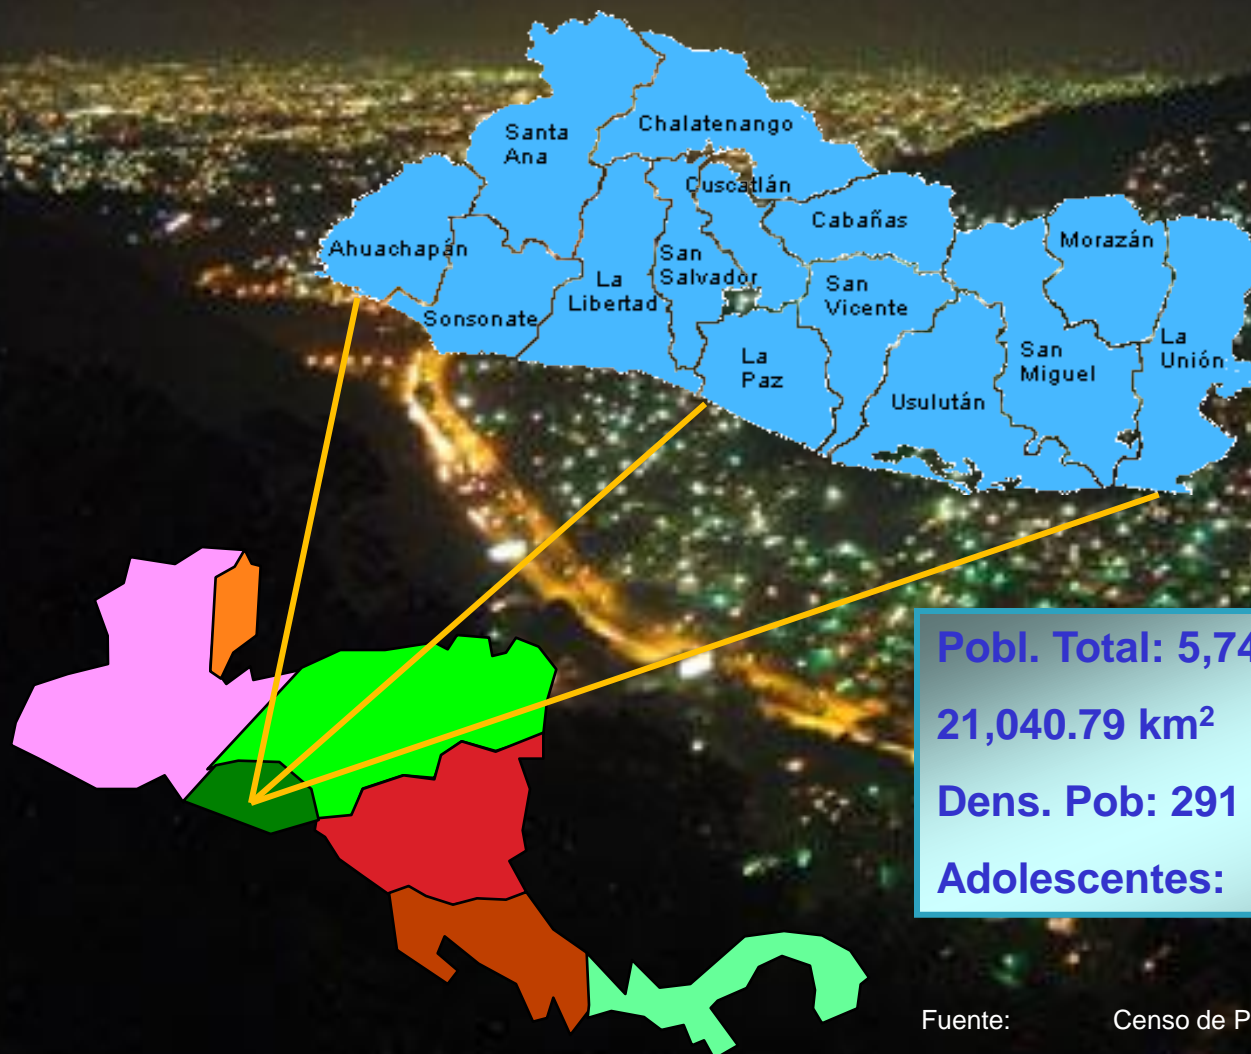 Santa
Ana
Chalatenango
Cuscatlán
Cabañas
Ahuachapán
Morazán
San
Salvador
La
Libertad
San
Vicente
Sonsonate
La
Paz
San
Miguel
La
Unión
Usulután
Pobl. Total: 5,74
21,040.79 km²
Dens. Pob: 291
Adolescentes:
Fuente: Censo de P